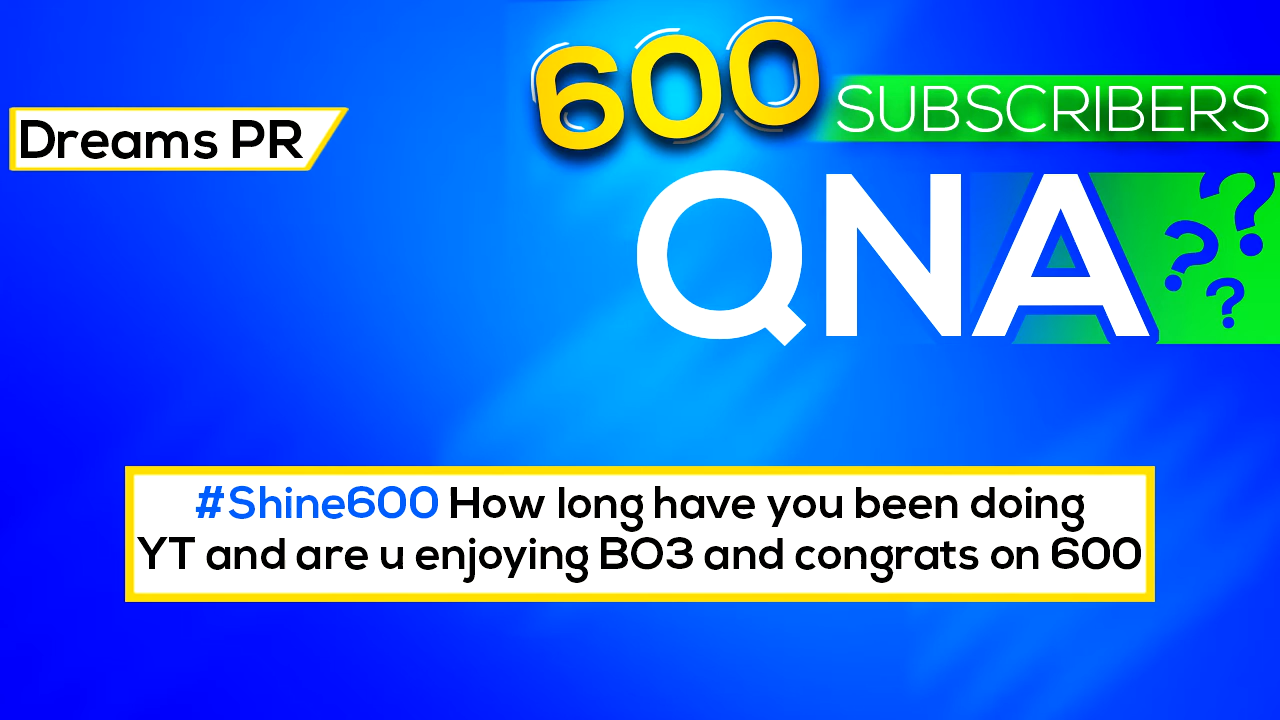 600 SUBSCRIBERS
Dreams PR
QNA ???
#Shine600 How long have you been doing
YT and are u enjoying BO3 and congrats on 600